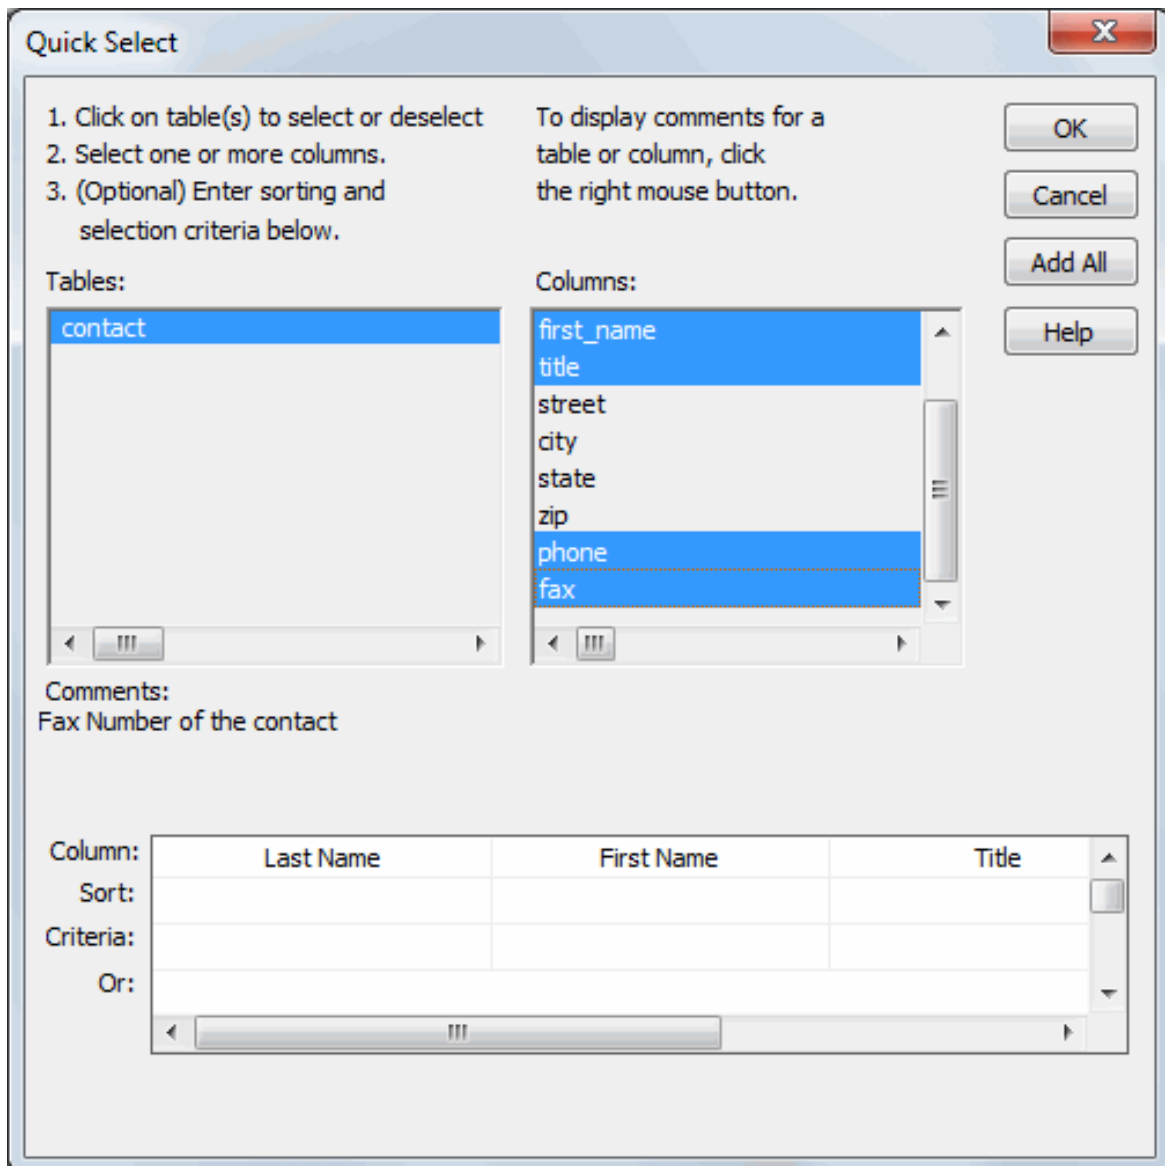 Quick Select
1. Click on table(s) to select or deselect
2. Select one or more columns.
3. (Optional) Enter sorting and
selection criteria below.
To display comments for a
table or column, click
the right mouse button.
OK
Cancel
Add All
Help
Tables:
contact
Columns:
first_name
title
street
city
state
zip
phone
fax
Comments:
Fax Number of the contact
Column: Last Name First Name Title
Sort:
Criteria:
Or: